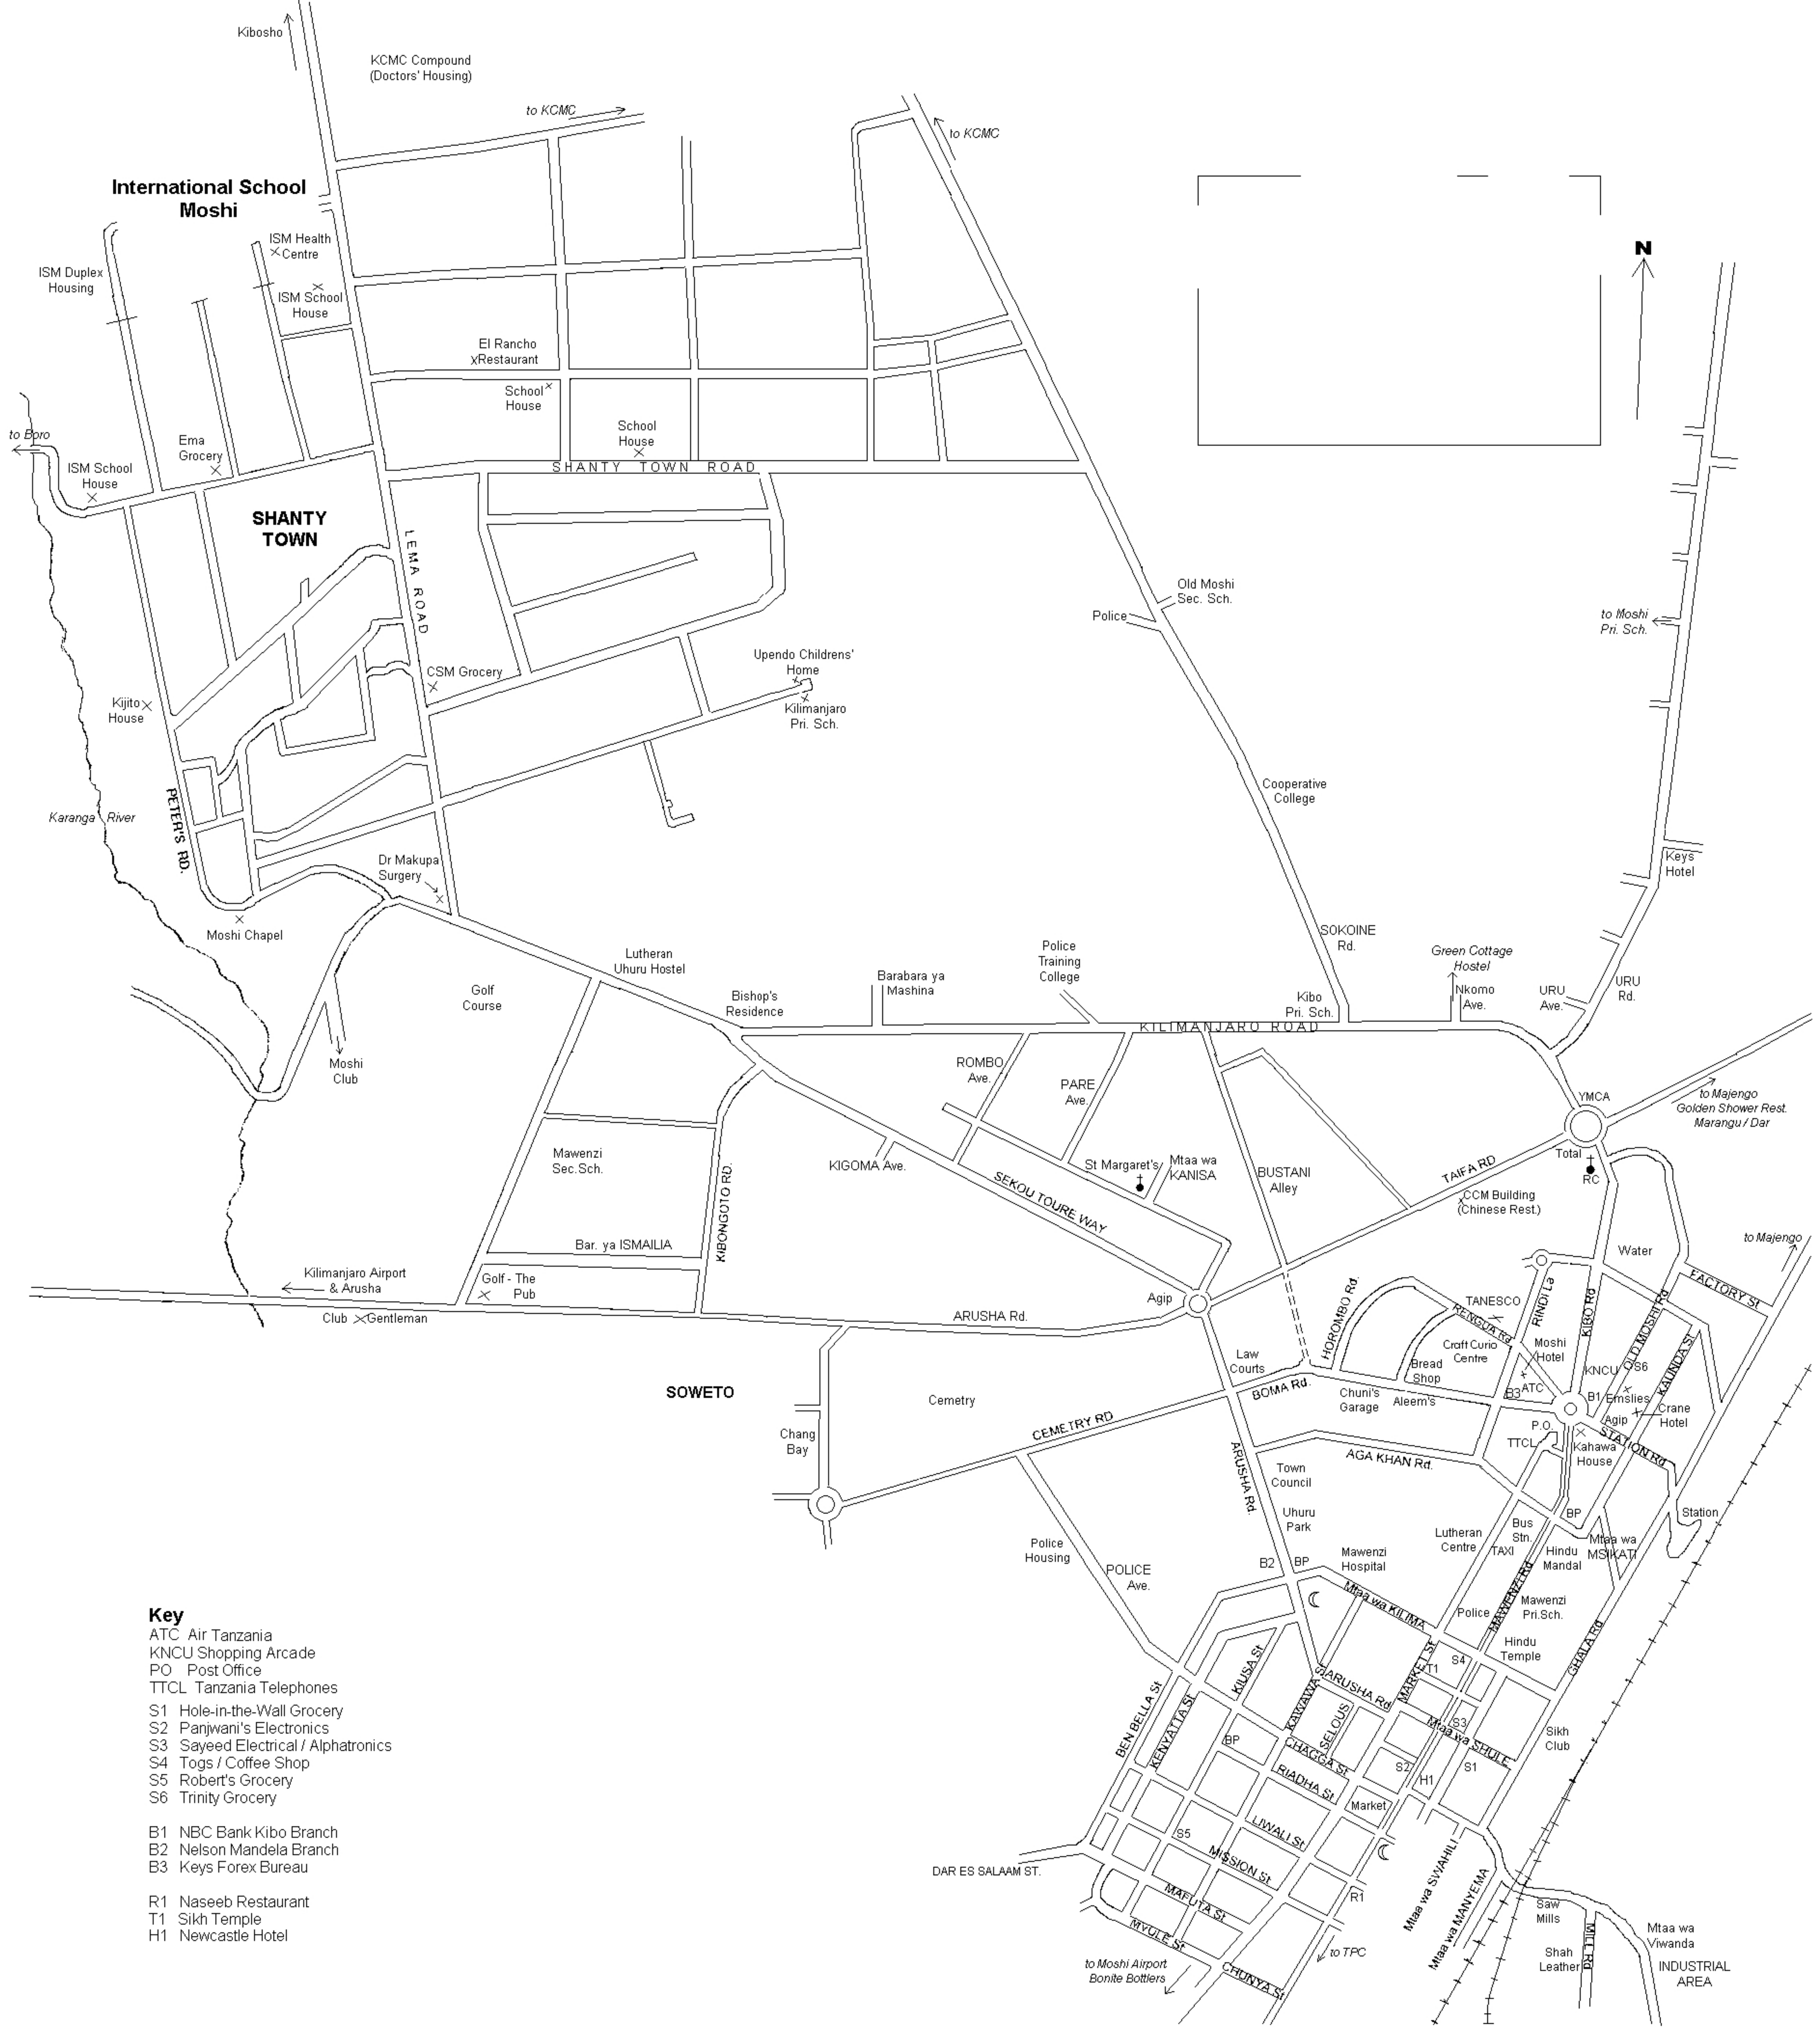 Kibosho
KCMC Compound
(Doctors' Housing)
to KCMC
to KCMC
International School
Moshi
N
ISM Health
Centre
ISM Duplex
Housing
ISM School
House
El Rancho
Restaurant
School
House
School
House
to Boro
Ema
Grocery
ISM School
House
SHANTY TOWN ROAD
SHANTY
TOWN
LEMA ROAD
Old Moshi
Sec. Sch.
Police
to Moshi
Pri. Sch.
Upendo Childrens'
Home
CSM Grocery
Kijito
House
Kilimanjaro
Pri. Sch.
Cooperative
College
PETER'S RD.
Karanga River
Keys
Hotel
Dr Makupa
Surgery
Moshi Chapel
SOKOINE
Rd.
Green Cottage
Hostel
Police
Training
College
Lutheran
Uhuru Hostel
Barabara ya
Mashina
Golf
Course
Bishop's
Residence
Kibo
Pri. Sch.
Nkomo
Ave.
URU
Ave.
URU
Rd.
KILIMANJARO ROAD
Moshi
Club
ROMBO
Ave.
PARE
Ave.
YMCA
to Majengo
Golden Shower Rest.
Marangu / Dar
Mawenzi
Sec.Sch.
KIGOMA Ave.
St Margaret's
Mtaa wa
KANISA
BUSTANI
Alley
TAIFA RD
Total
RC
CCM Building
(Chinese Rest.)
SEKOU TOURE WAY
KIBONGOTO RD.
Bar. ya ISMAILIA
Water
to Majengo
Kilimanjaro Airport
& Arusha
Golf - The
Pub
Club
Gentleman
Agip
ARUSHA Rd.
FACTORY St
HOROMBO Rd.
TANESCO
RENGUA Rd
RINDI La
KIBO Rd
OLD MOSHI Rd
KAUNDA St
Law
Courts
Craft Curio
Centre
Moshi
Hotel
Bread
Shop
KNCU
S6
ATC
B3
B1
Emslies
BOMA Rd.
Chuni's
Garage
Aleem's
Crane
Hotel
Agip
SOWETO
Cemetry
CEMETRY RD
P.O.
TTCL
Kahawa
House
STATION Rd
Chang
Bay
AGA KHAN Rd.
ARUSHA Rd.
Town
Council
Uhuru
Park
BP
Station
Lutheran
Centre
Bus
Stn.
TAXI
Hindu
Mandal
Mtaa wa
MSIKATI
Police
Housing
POLICE
Ave.
B2
BP
Mawenzi
Hospital
Mtaa wa KILIMA
Police
MAWENZI Rd
Mawenzi
Pri.Sch.
Hindu
Temple
GHALA Rd
Key
ATC Air Tanzania
KNCU Shopping Arcade
PO Post Office
TTCL Tanzania Telephones
S1 Hole-in-the-Wall Grocery
S2 Panjwani's Electronics
S3 Sayeed Electrical / Alphatronics
S4 Togs / Coffee Shop
S5 Robert's Grocery
S6 Trinity Grocery
B1 NBC Bank Kibo Branch
B2 Nelson Mandela Branch
B3 Keys Forex Bureau
R1 Naseeb Restaurant
T1 Sikh Temple
H1 Newcastle Hotel
KIUSA St
MARKET St
T1
S4
BEN BELLA St
KENYATTA St
KAWAWA St
ARUSHA Rd
SELOUS
S3
Mtaa wa SHULE
Sikh
Club
BP
CHAGGA St
S2
H1
S1
RIADHA St
Market
LIWALI St
S5
MISSION St
DAR ES SALAAM ST.
MAFUTA St
R1
Mtaa wa SWAHILI
Mtaa wa MANYEMA
MVULE St
to TPC
to Moshi Airport
Bonite Bottlers
CHUNYA St
Saw
Mills
Shah
Leather
MILL Rd
Mtaa wa
Viwanda
INDUSTRIAL
AREA